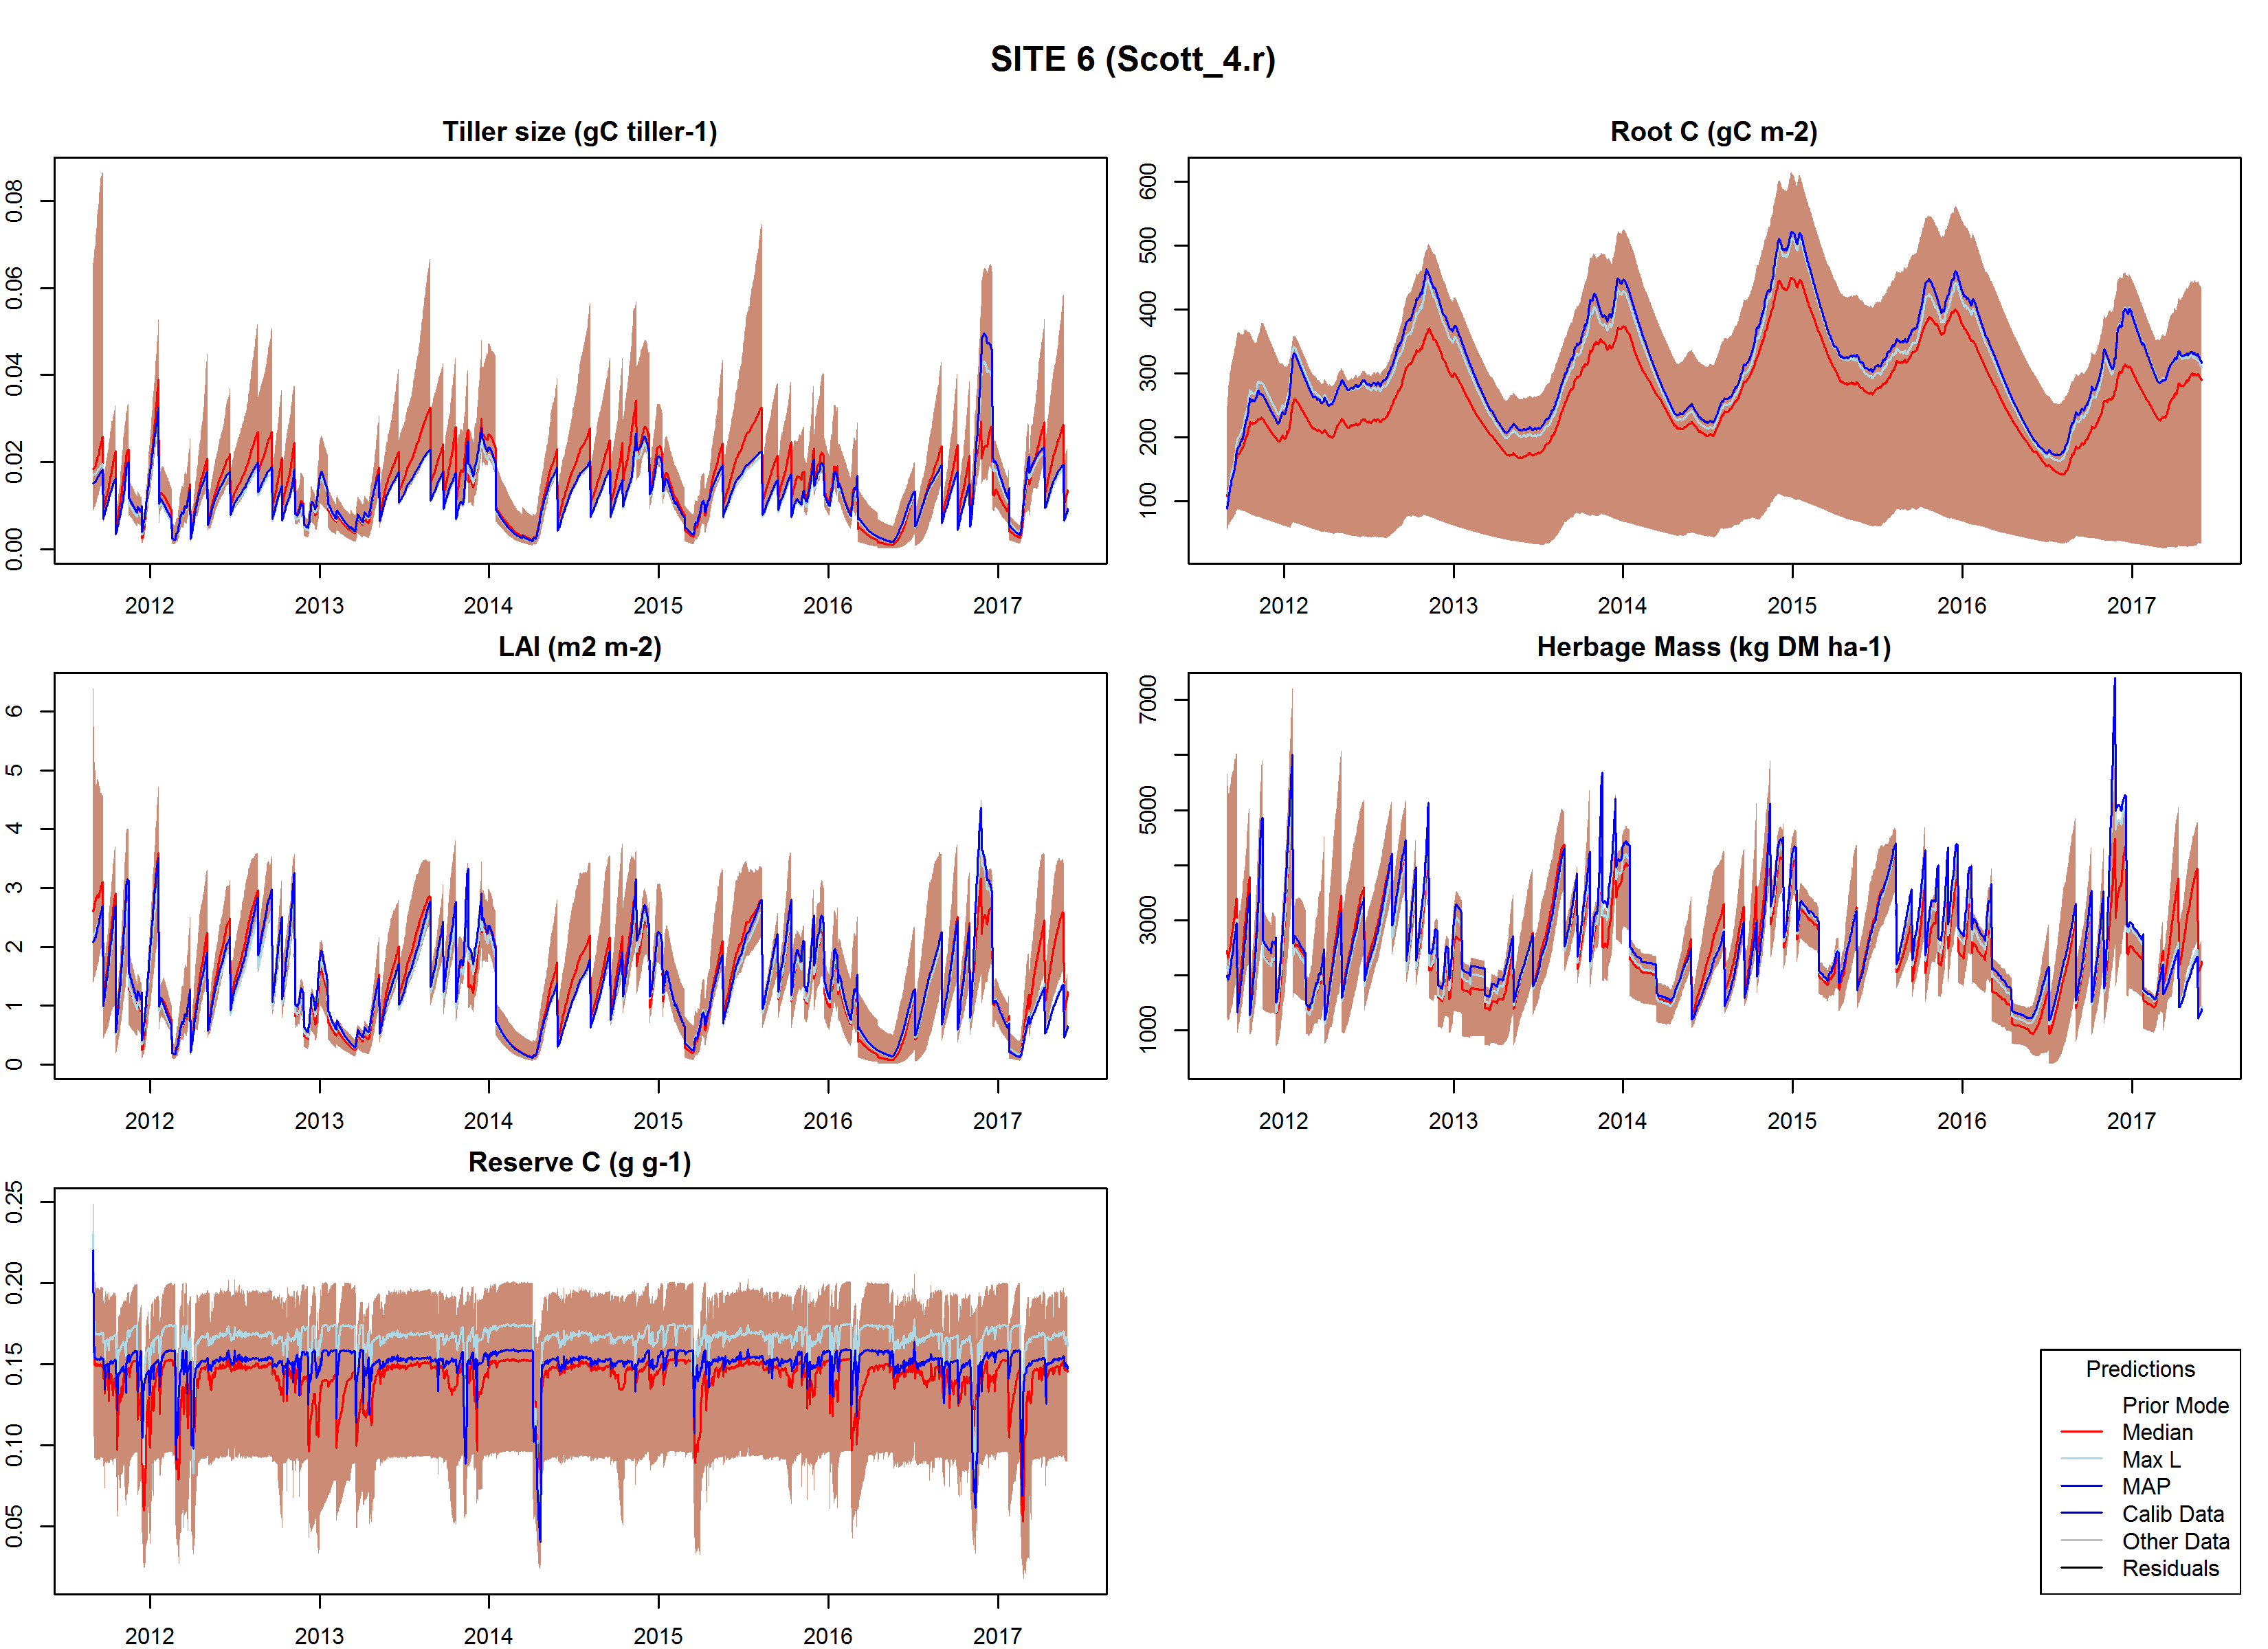 SITE 6 (Scott_4.r)
Tiller size (gC tiller-1)
0.00 0.02 0.04 0.06 0.08
2012 2013 2014 2015 2016 2017
Root C (gC m-2)
100 200 300 400 500 600
2012 2013 2014 2015 2016 2017
LAI (m2 m-2)
0 1 2 3 4 5 6
2012 2013 2014 2015 2016 2017
Herbage Mass (kg DM ha-1)
1000 3000 5000 7000
2012 2013 2014 2015 2016 2017
Reserve C (g g-1)
0.05 0.10 0.15 0.20 0.25
2012 2013 2014 2015 2016 2017
Predictions
Prior Mode
Median
Max L
MAP
Calib Data
Other Data
Residuals